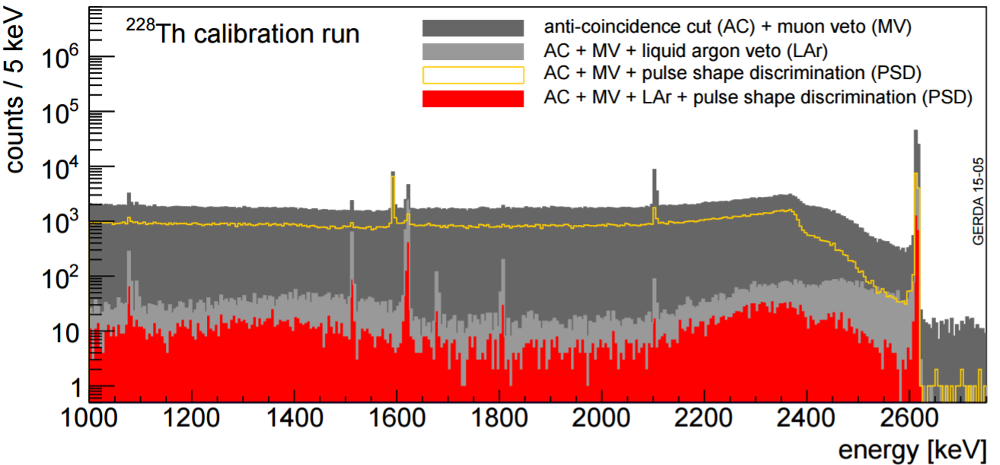 ²²⁸Th calibration run
anti-coincidence cut (AC) + muon veto (MV)
AC + MV + liquid argon veto (LAr)
AC + MV + pulse shape discrimination (PSD)
AC + MV + LAr + pulse shape discrimination (PSD)
counts / 5 keV
10⁶
10⁵
10⁴
10³
10²
10
1
GERDA 15-05
1000 1200 1400 1600 1800 2000 2200 2400 2600
energy [keV]